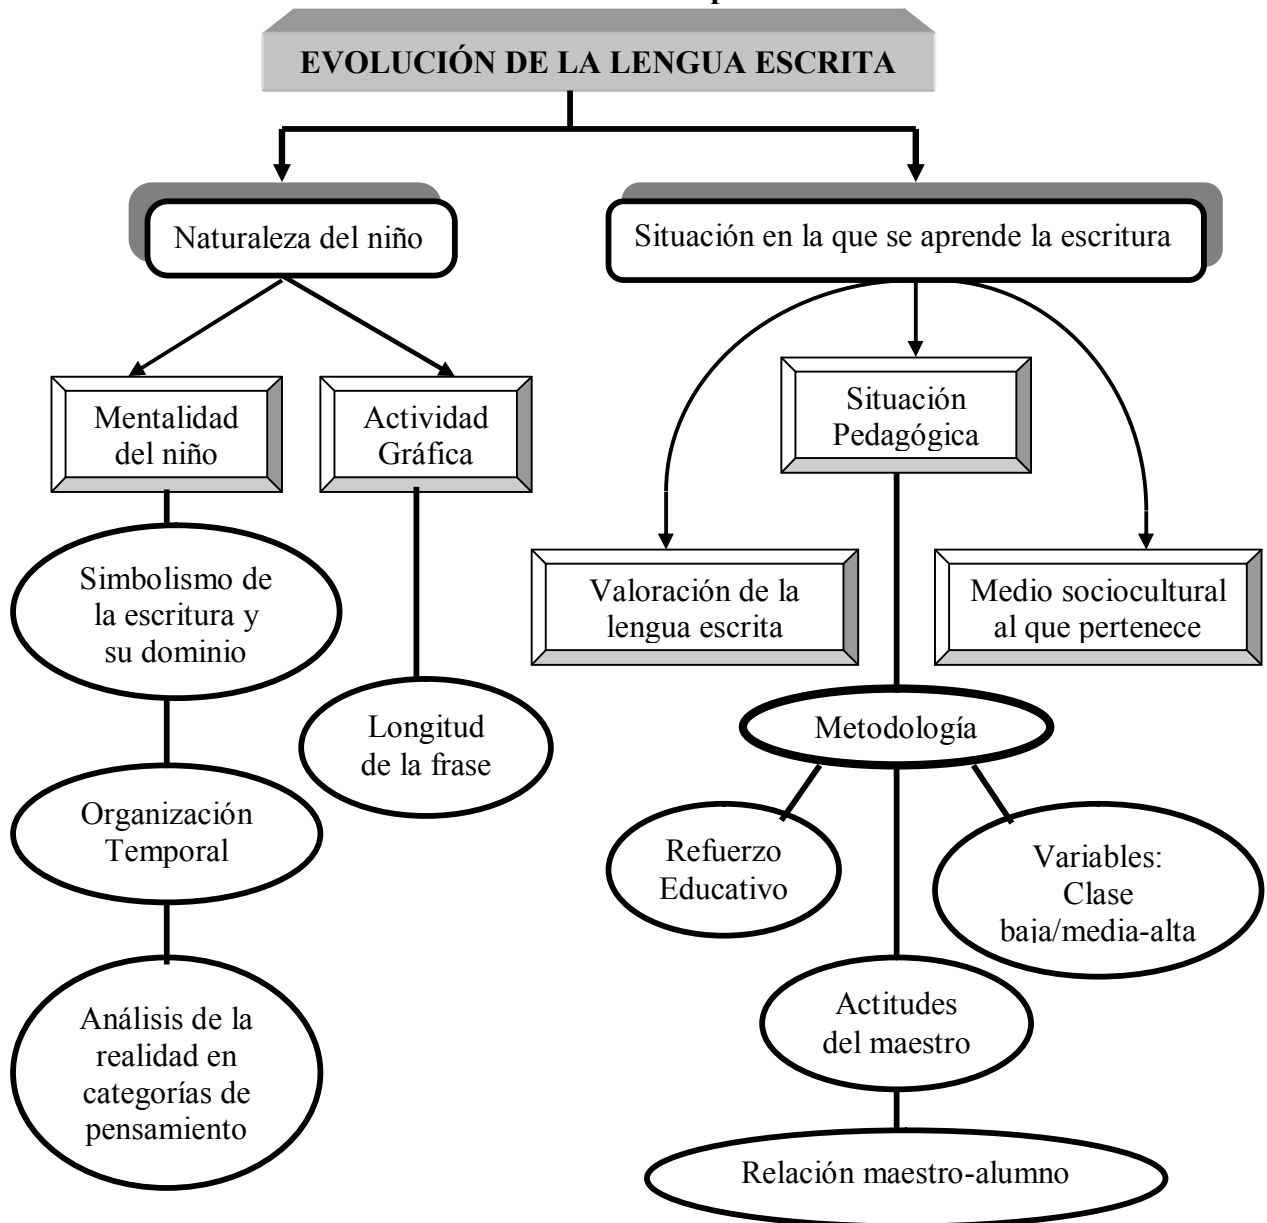 EVOLUCIÓN DE LA LENGUA ESCRITA
Naturaleza del niño
Situación en la que se aprende la escritura
Mentalidad
del niño
Actividad
Gráfica
Situación
Pedagógica
Simbolismo de
la escritura y
su dominio
Valoración de la
lengua escrita
Medio sociocultural
al que pertenece
Longitud
de la frase
Metodología
Organización
Temporal
Refuerzo
Educativo
Variables:
Clase
baja/media-alta
Análisis de la
realidad en
categorías de
pensamiento
Actitudes
del maestro
Relación maestro-alumno